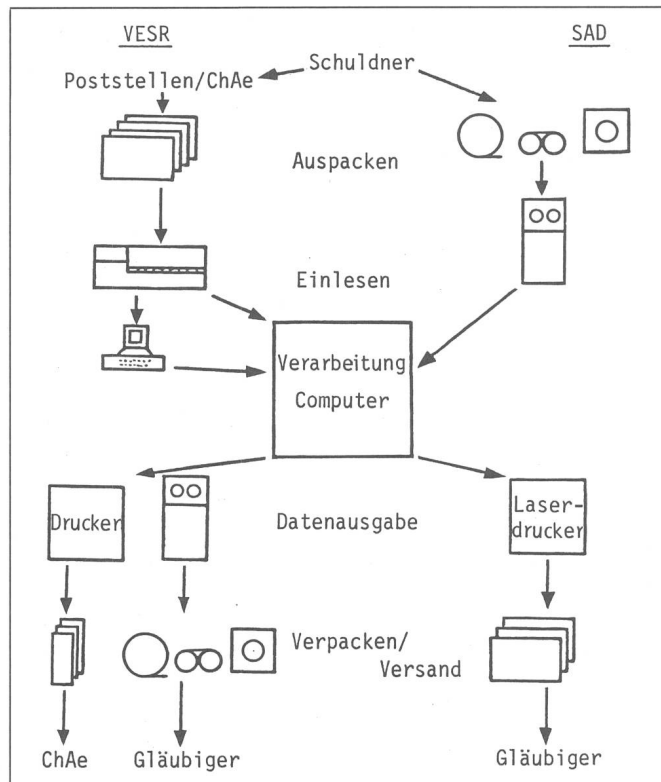 VESR
SAD
Schuldner
Poststellen/ChAe
Auspacken
Einlesen
Verarbeitung
Computer
Drucker
Datenausgabe
Laser-
drucker
Verpacken/
Versand
ChAe
Gläubiger
Gläubiger